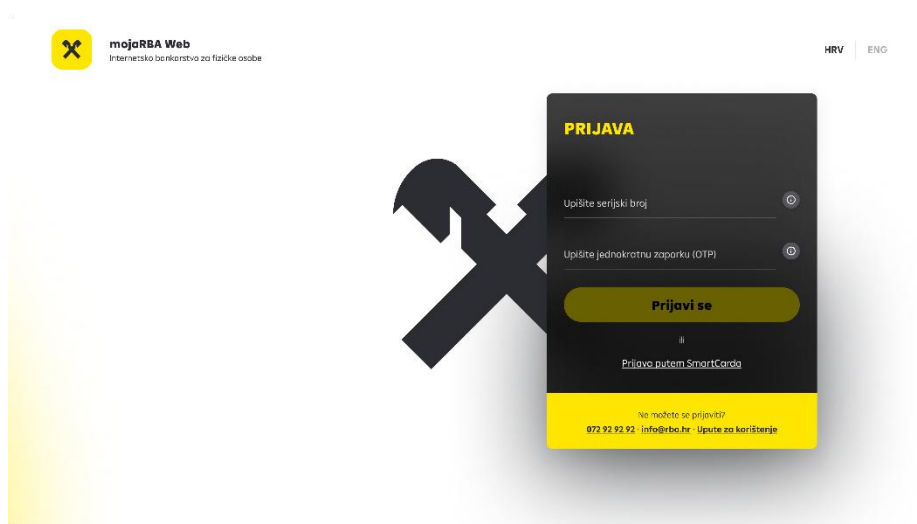 mojaRBA Web
Internetsko bankarstvo za fizičke osobe
HRV
ENG
PRIJAVA
Upišite serijski broj
Upišite jednokratnu zaporku (OTP)
Prijavi se
ili
Prijava putem SmartCarda
Ne možete se prijaviti?
072 92 92 92 · info@rba.hr · Upute za korištenje